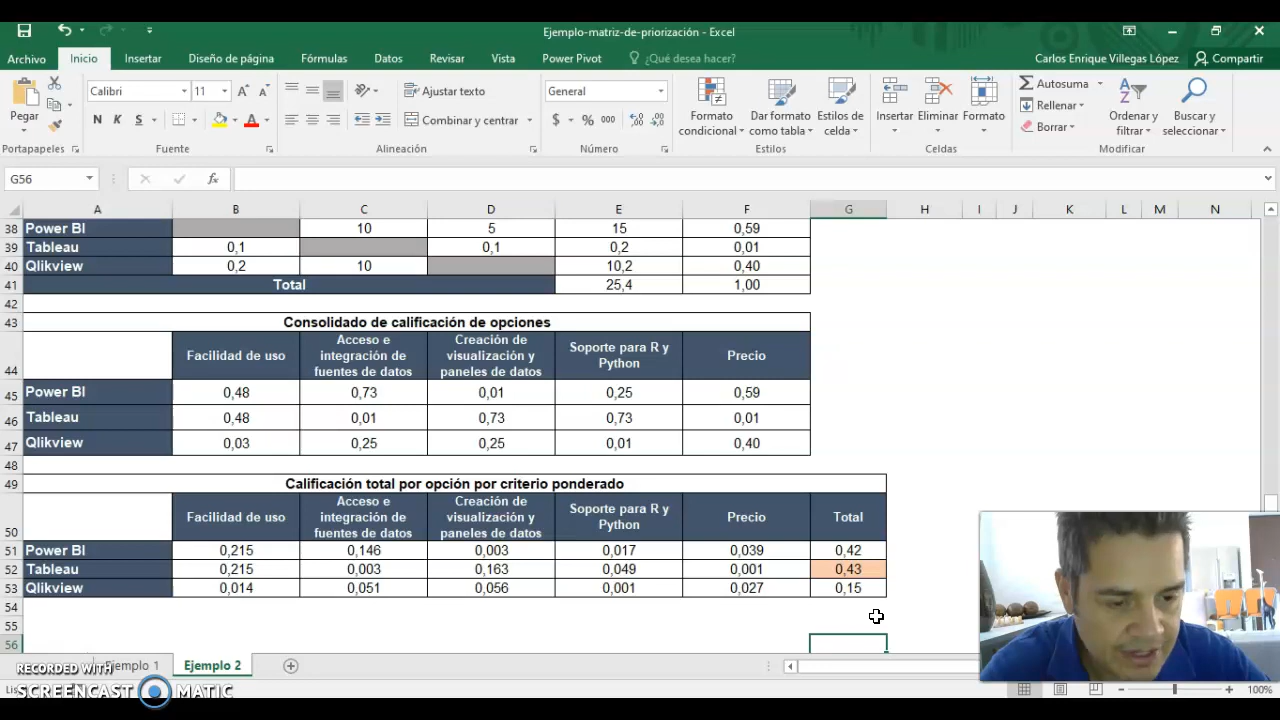 Ejemplo-matriz-de-priorización - Excel
Archivo Inicio Insertar Diseño de página Fórmulas Datos Revisar Vista Power Pivot ¿Qué desea hacer? Carlos Enrique Villegas López Compartir
Pegar
Portapapeles
Calibri 11
N K S
Fuente
Ajustar texto
Combinar y centrar
Alineación
General
$ % 000
Número
Formato condicional
Dar formato como tabla
Estilos de celda
Estilos
Insertar Eliminar Formato
Celdas
Autosuma
Rellenar
Borrar
Ordenar y filtrar
Buscar y seleccionar
Modificar
G56 fx
A B C D E F G H I J K L M N
38 Power BI 10 5 15 0,59
39 Tableau 0,1 0,1 0,2 0,01
40 Qlikview 0,2 10 10,2 0,40
41 Total 25,4 1,00
42
43 Consolidado de calificación de opciones
44 Facilidad de uso Acceso e integración de fuentes de datos Creación de visualización y paneles de datos Soporte para R y Python Precio
45 Power BI 0,48 0,73 0,01 0,25 0,59
46 Tableau 0,48 0,01 0,73 0,73 0,01
47 Qlikview 0,03 0,25 0,25 0,01 0,40
48
49 Calificación total por opción por criterio ponderado
50 Facilidad de uso Acceso e integración de fuentes de datos Creación de visualización y paneles de datos Soporte para R y Python Precio Total
51 Power BI 0,215 0,146 0,003 0,017 0,039 0,42
52 Tableau 0,215 0,003 0,163 0,049 0,001 0,43
53 Qlikview 0,014 0,051 0,056 0,001 0,027 0,15
54
55
56
RECORDED WITH
SCREENCAST MATIC
Ejemplo 2
100%